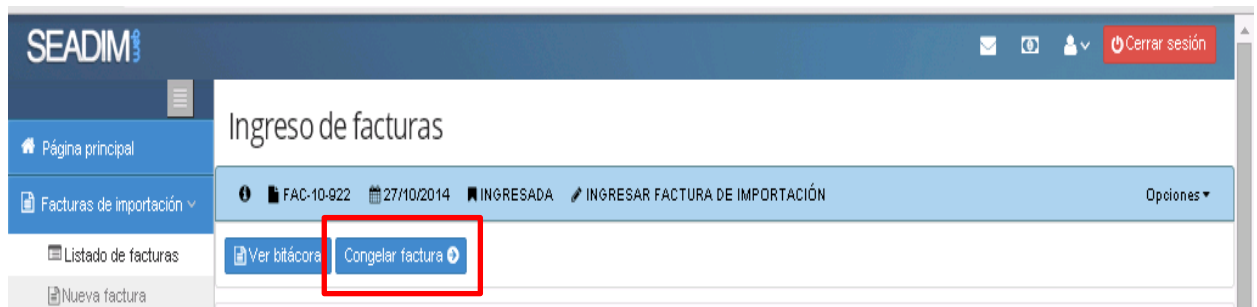 SEADIM
Cerrar sesión
Ingreso de facturas
Página principal
FAC-10-922 27/10/2014 INGRESADA INGRESAR FACTURA DE IMPORTACIÓN Opciones
Facturas de importación
Listado de facturas
Ver bitácora Congelar factura
Nueva factura